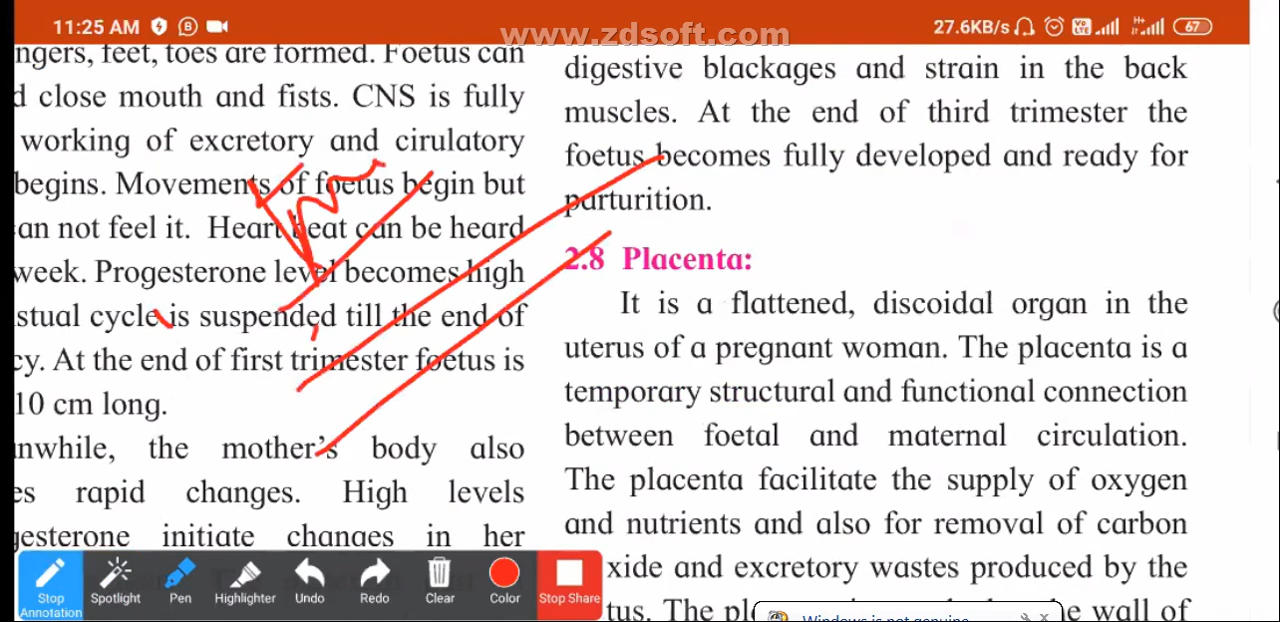 11:25 AM
www.zdsoft.com
27.6KB/s
Vo LTE
H+
67
ngers, feet, toes are formed. Foetus can
d close mouth and fists. CNS is fully
working of excretory and cirulatory
begins. Movements of foetus begin but
an not feel it. Heart beat can be heard
week. Progesterone level becomes high
stual cycle is suspended till the end of
cy. At the end of first trimester foetus is
10 cm long.
nwhile, the mother's body also
es rapid changes. High levels
gesterone initiate changes in her
digestive blackages and strain in the back
muscles. At the end of third trimester the
foetus becomes fully developed and ready for
parturition.
2.8 Placenta:
It is a flattened, discoidal organ in the
uterus of a pregnant woman. The placenta is a
temporary structural and functional connection
between foetal and maternal circulation.
The placenta facilitate the supply of oxygen
and nutrients and also for removal of carbon
xide and excretory wastes produced by the
tus. The he wall of
Stop Annotation
Spotlight
Pen
Highlighter
Undo
Redo
Clear
Color
Stop Share
Windows is not genuine